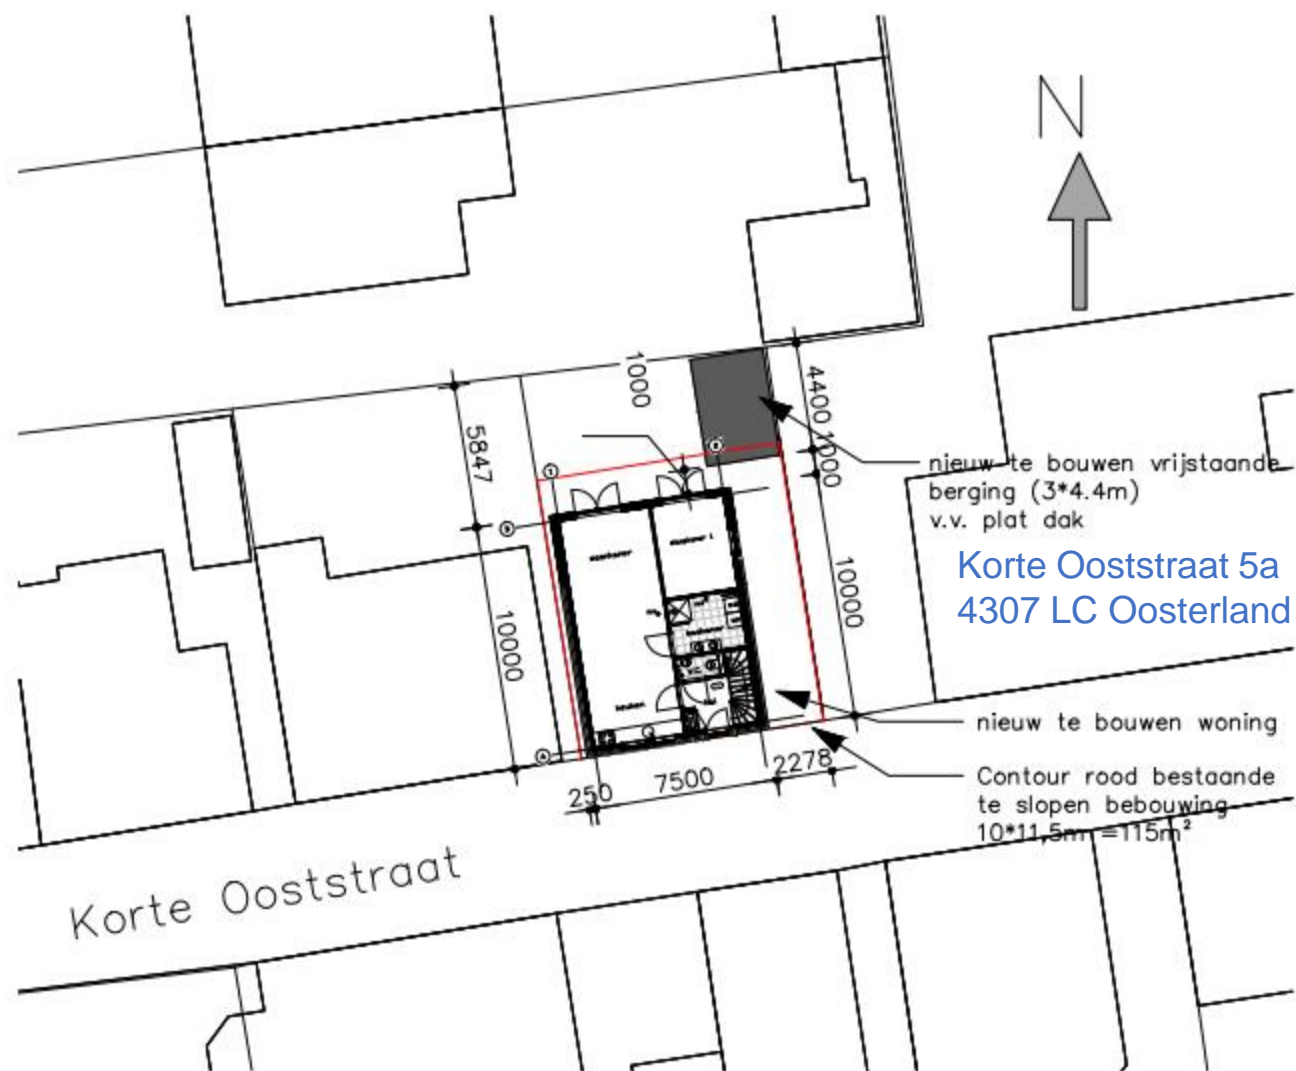 N
1000
4400
1000
5847
nieuw te bouwen vrijstaande
berging (3*4.4m)
v.v. plat dak
Korte Ooststraat 5a
4307 LC Oosterland
10000
10000
keuken
nieuw te bouwen woning
2278
7500
250
Contour rood bestaande
te slopen bebouwing
10*11,5m =115m²
Korte Ooststraat